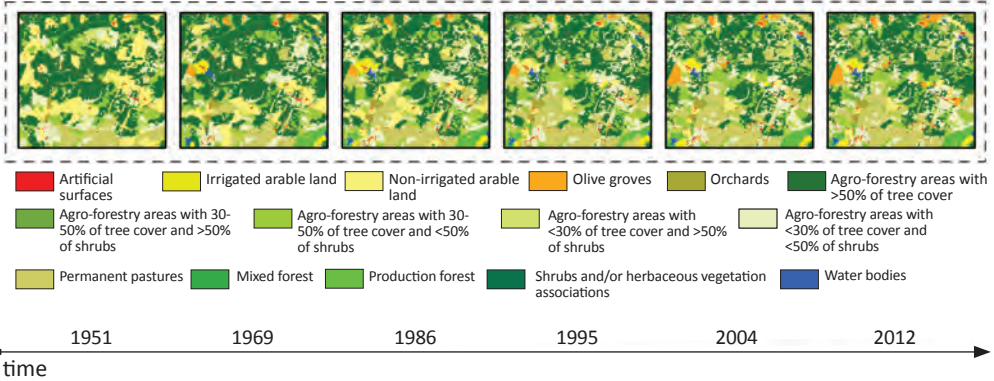 Artificial surfaces
Irrigated arable land
Non-irrigated arable land
Olive groves
Orchards
Agro-forestry areas with >50% of tree cover
Agro-forestry areas with 30-50% of tree cover and >50% of shrubs
Agro-forestry areas with 30-50% of tree cover and <50% of shrubs
Agro-forestry areas with <30% of tree cover and >50% of shrubs
Agro-forestry areas with <30% of tree cover and <50% of shrubs
Permanent pastures
Mixed forest
Production forest
Shrubs and/or herbaceous vegetation associations
Water bodies
1951 1969 1986 1995 2004 2012
time